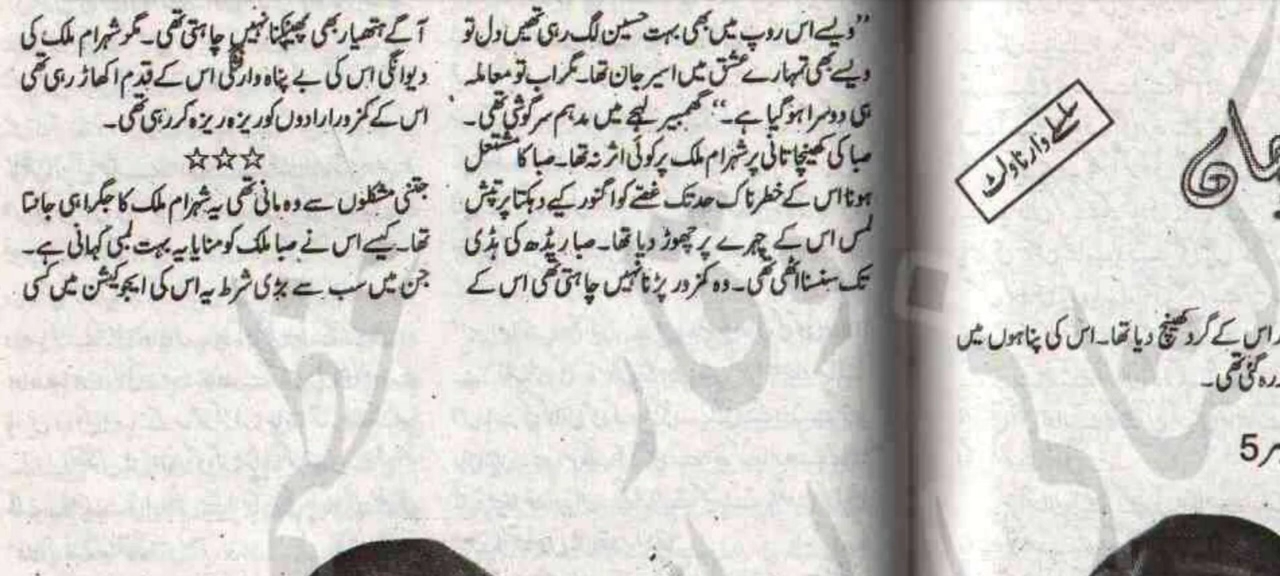 سلسلے وار ناولٹ
اس کے گرد کھینچ دیا تھا۔ اس کی پناہوں میں
رہ گئی تھی۔
5
”ویسے اس روپ میں بھی بہت حسین لگ رہی تھیں دل تو
ویسے بھی تمہارے عشق میں اسیر جان تھا۔ مگر اب تو معاملہ
ہی دوسرا ہو گیا ہے۔“ گھمبیر لہجے میں مدہم سرگوشی تھی۔
صبا کی کھینچا تانی پر شہرام ملک پر کوئی اثر نہ تھا۔ صبا کا مشتعل
ہونا اس کے خطرناک حد تک غصے کو اگنور کیے دہکتا پر تپش
لمس اس کے چہرے پر چھوڑ دیا تھا۔ صبا ریڑھ کی ہڈی
تک سنسنا اٹھی تھی۔ وہ کمزور پڑنا نہیں چاہتی تھی اس کے
آگے ہتھیار بھی پھینکنا نہیں چاہتی تھی۔ مگر شہرام ملک کی
دیوانگی اس کی بے پناہ وارفتگی اس کے قدم اکھاڑ رہی تھی
اس کے کمزور ارادوں کو ریزہ ریزہ کر رہی تھی۔
☆☆☆
جتنی مشکلوں سے وہ مانی تھی یہ شہرام ملک کا جگرا ہی جانتا
تھا۔ کیسے اس نے صبا ملک کو منایا یہ بہت لمبی کہانی ہے۔
جن میں سب سے بڑی شرط یہ اس کی ایجوکیشن میں کسی